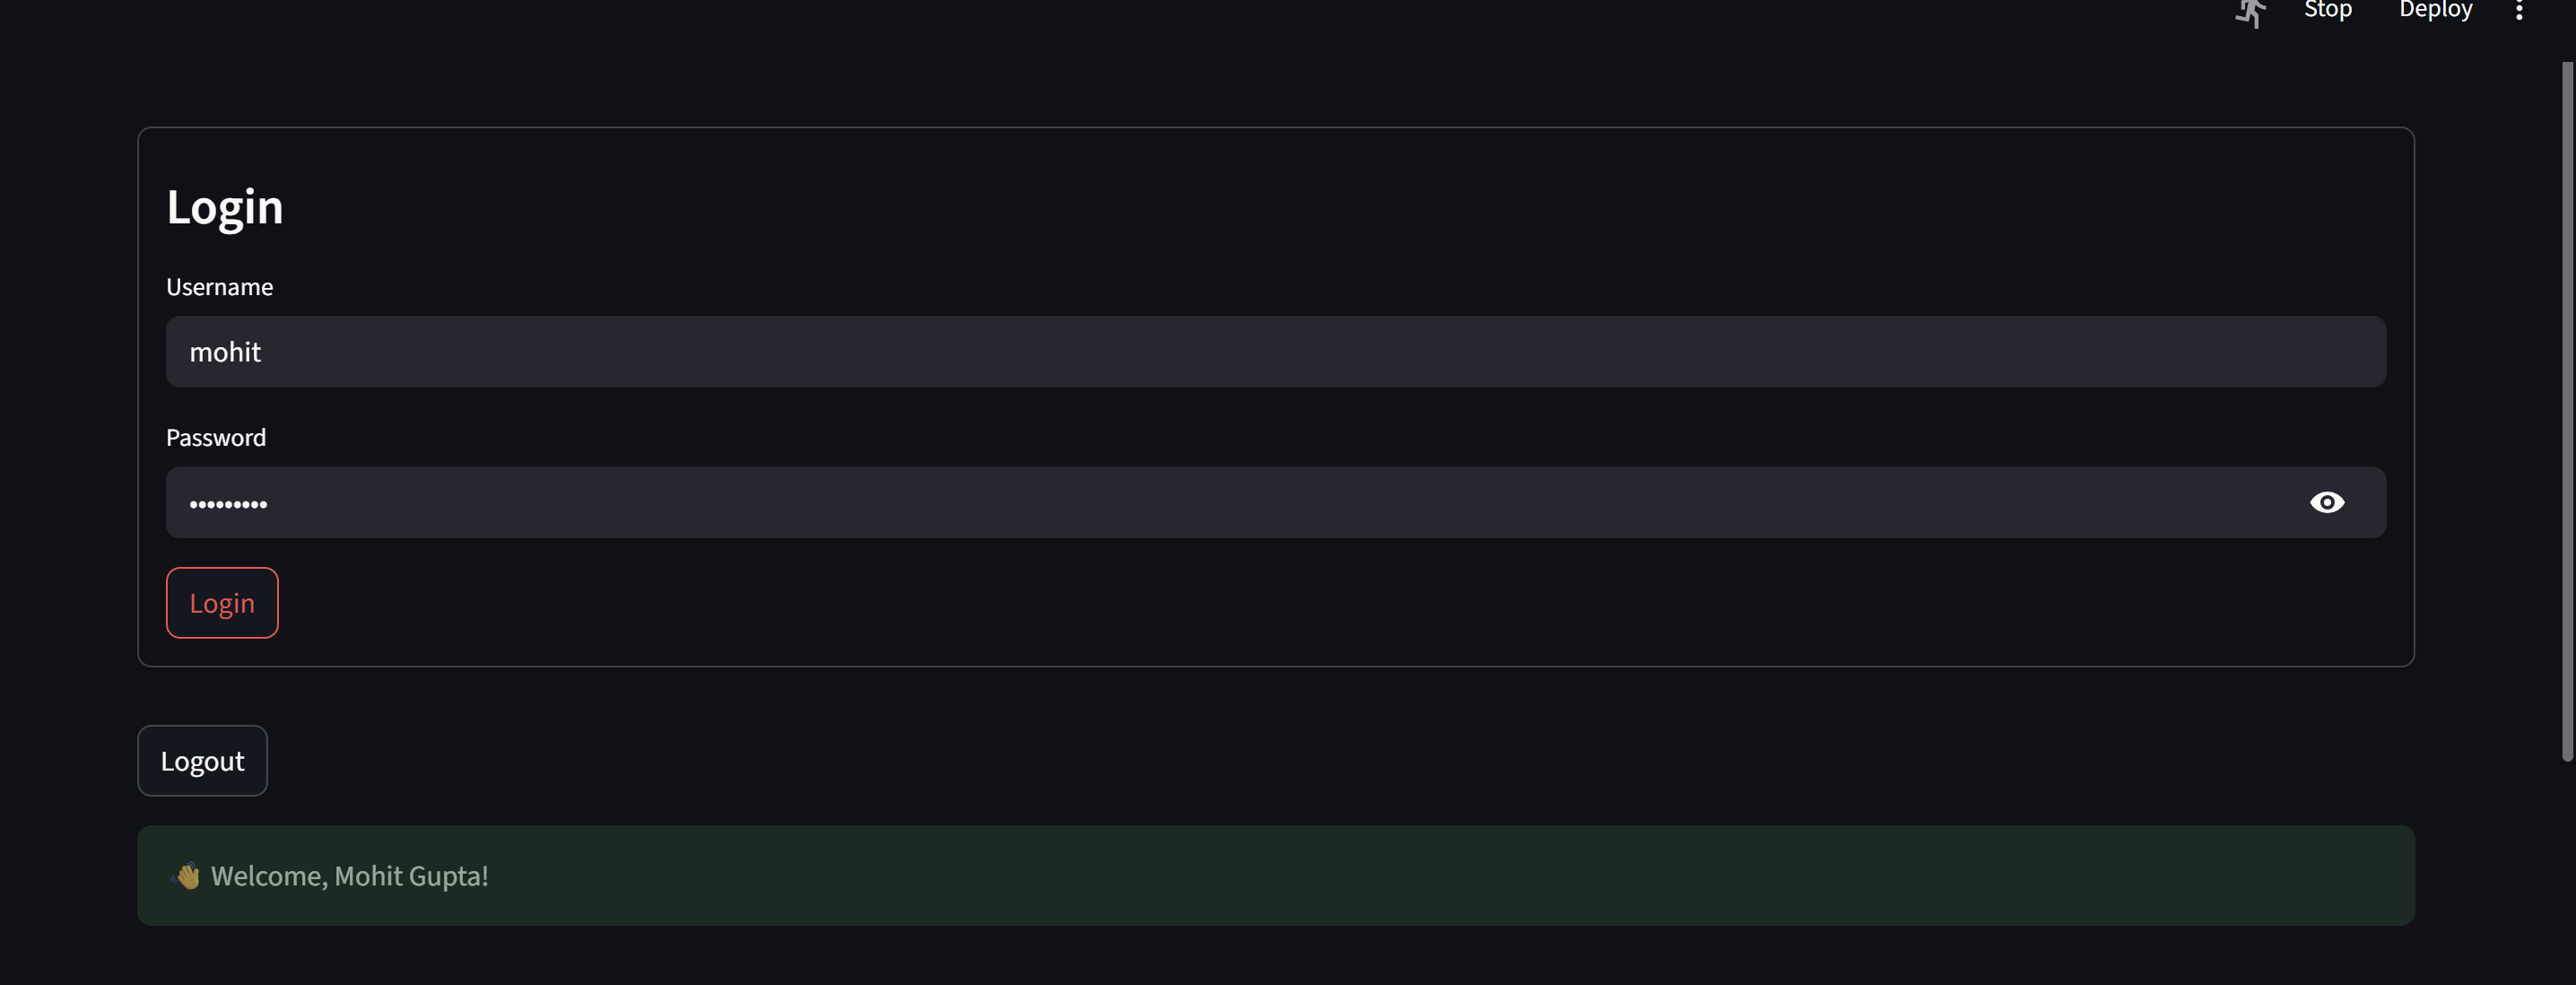 Stop Deploy
Login
Username
mohit
Password
•••••••••
Login
Logout
👋 Welcome, Mohit Gupta!